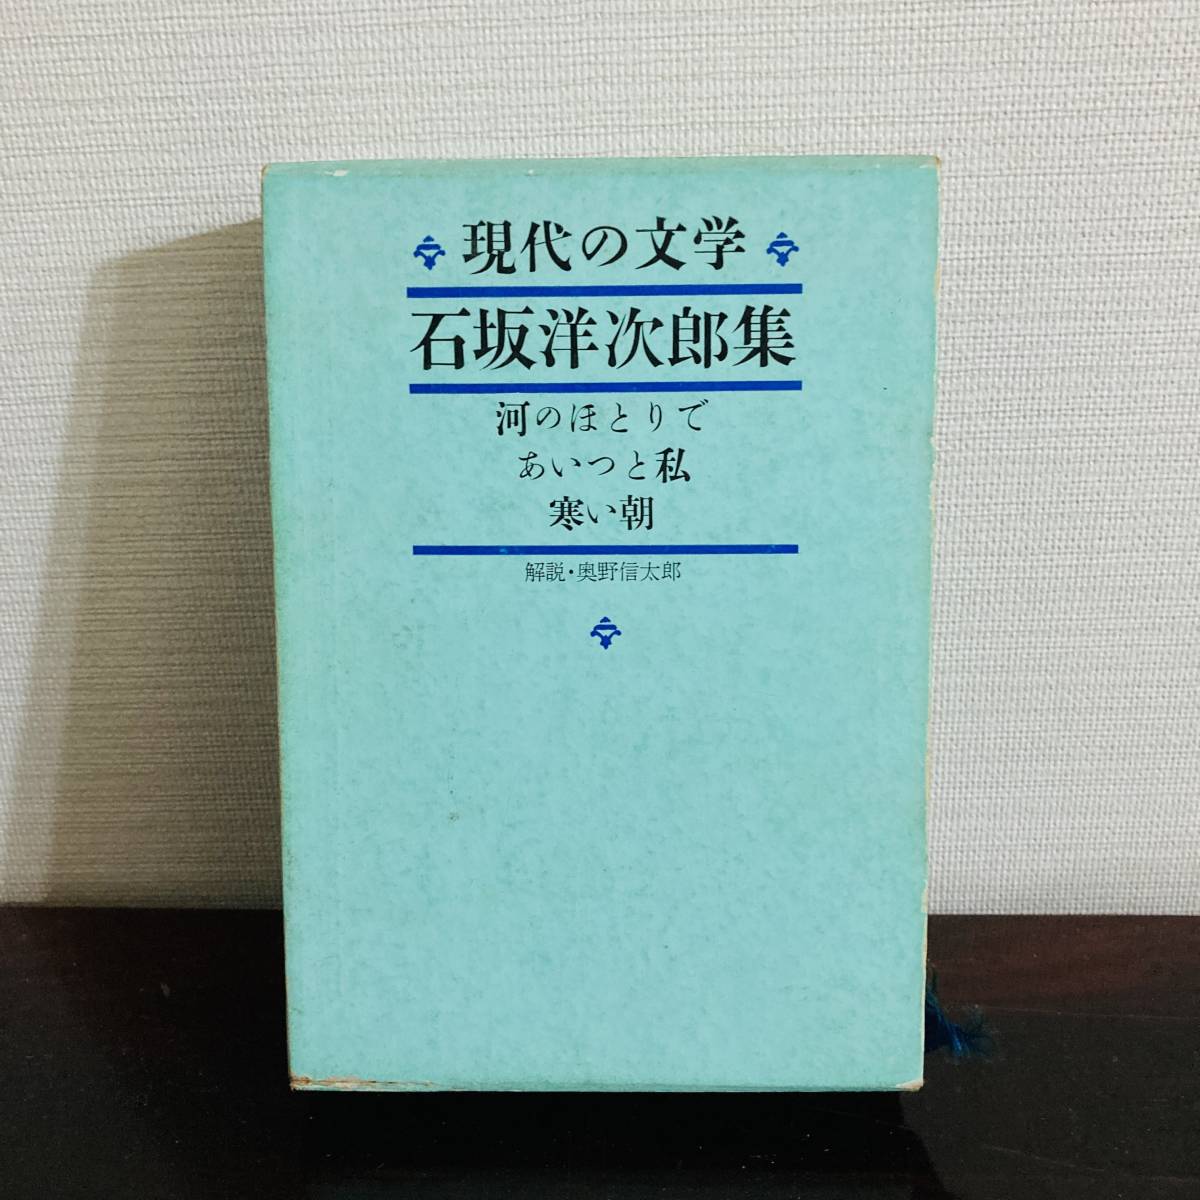 現代の文学
石坂洋次郎集
河のほとりで
あいつと私
寒い朝
解説・奥野信太郎